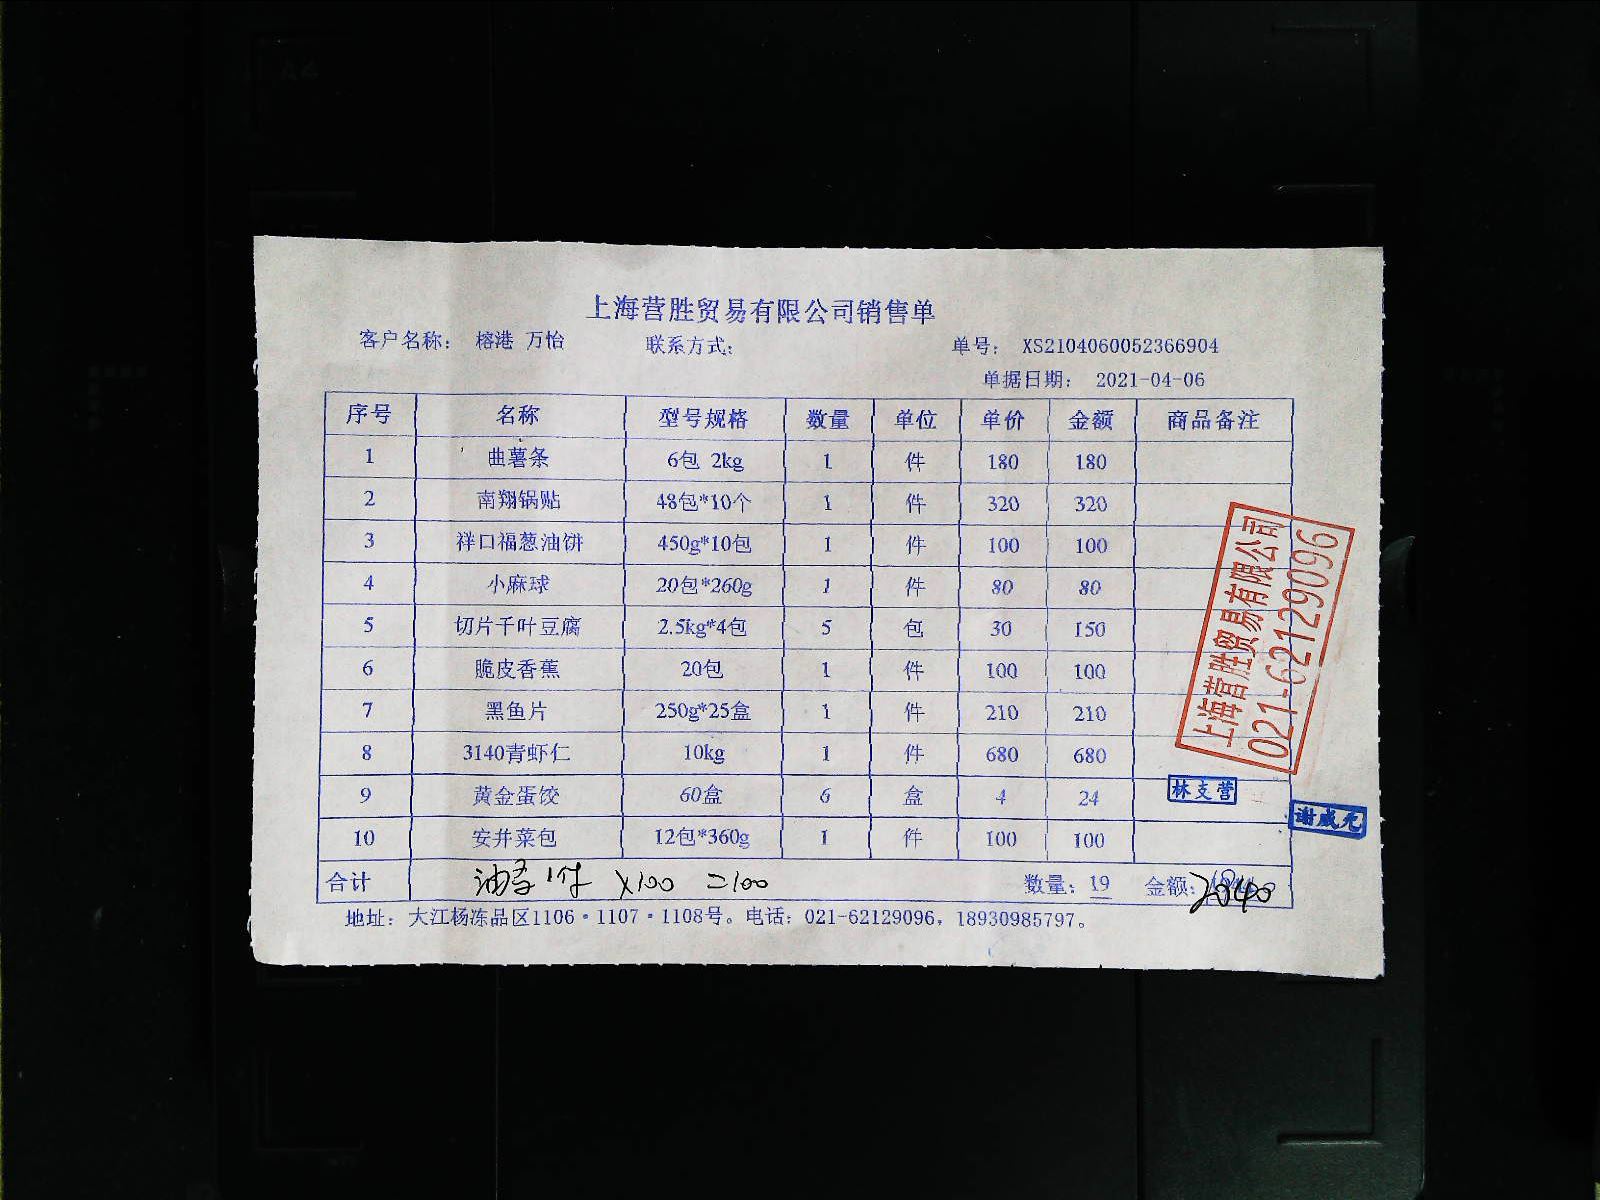 上海营胜贸易有限公司销售单
客户名称: 榕港 万怡 联系方式: 单号: XS2104060052366904
单据日期: 2021-04-06
序号 名称 型号规格 数量 单位 单价 金额 商品备注
1 曲薯条 6包 2kg 1 件 180 180
2 南翔锅贴 48包*10个 1 件 320 320
3 祥口福葱油饼 450g*10包 1 件 100 100
4 小麻球 20包*260g 1 件 80 80
5 切片千叶豆腐 2.5kg*4包 5 包 30 150
6 脆皮香蕉 20包 1 件 100 100
7 黑鱼片 250g*25盒 1 件 210 210
8 3140青虾仁 10kg 1 件 680 680
9 黄金蛋饺 60盒 6 盒 4 24
10 安井菜包 12包*360g 1 件 100 100
合计 1件 ×100 =100 数量: 19 金额:
地址: 大江杨冻品区1106·1107·1108号。电话: 021-62129096, 18930985797。
上海营胜贸易有限公司
021-62129096
林支营
谢威允